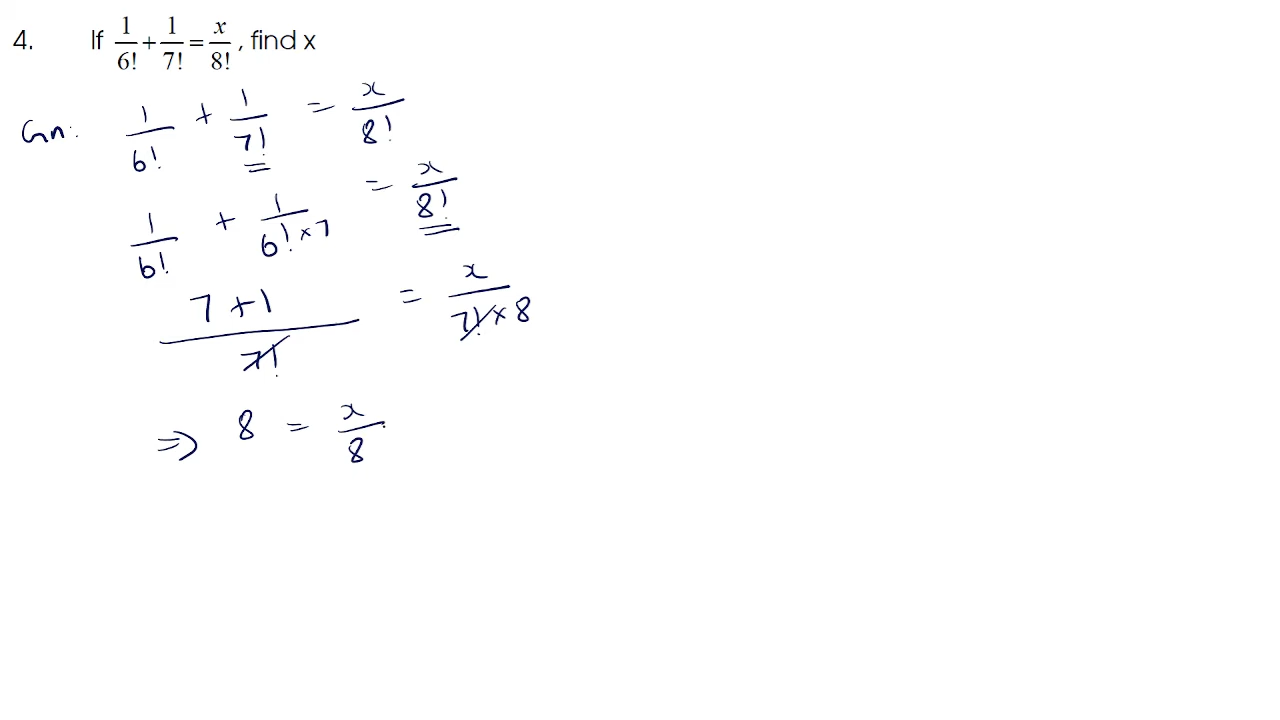 4. If 1/6! + 1/7! = x/8!, find x
Gn: 1/6! + 1/7! = x/8!
1/6! + 1/6!×7 = x/8!
7+1/7! = x/7!×8
⇒ 8 = x/8